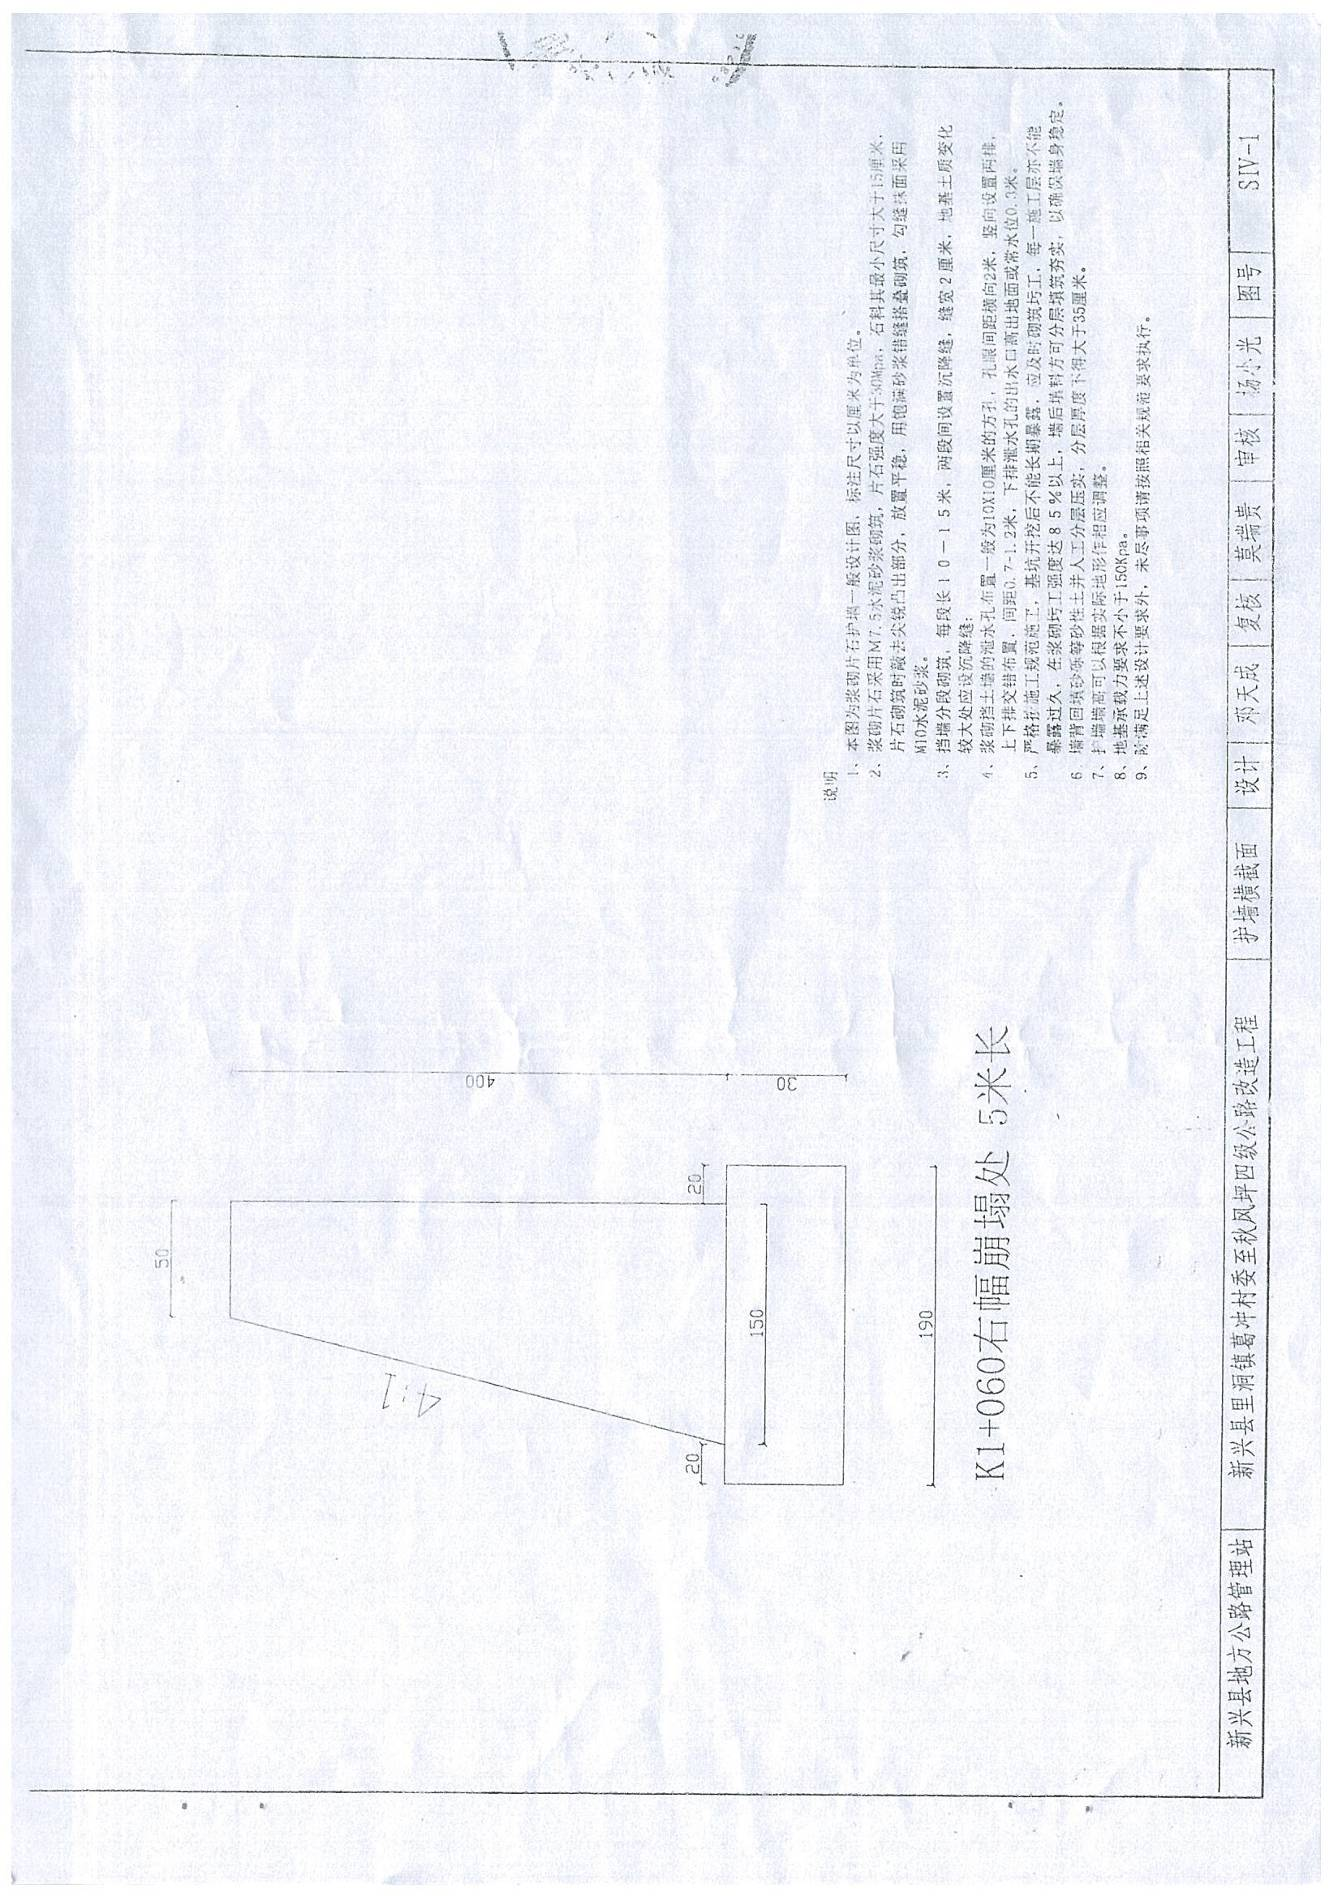 50
4:1
400
20
20
150
30
190
K1+060右幅崩塌处 5米长
说明
1、本图为浆砌片石护墙一般设计图，标注尺寸以厘米为单位。
2、浆砌片石采用M7.5水泥砂浆砌筑，片石强度大于30Mpa，石料其最小尺寸大于15厘米，
片石砌筑时敲去尖锐凸出部分，放置平稳，用饱满砂浆错缝搭叠砌筑，勾缝抹面采用
M10水泥砂浆。
3、挡墙分段砌筑，每段长10－15米，两段间设置沉降缝，缝宽2厘米，地基土质变化
较大处应设沉降缝；
4、浆砌挡土墙的泄水孔布置一般为10X10厘米的方孔，孔眼间距横向2米，竖向设置两排，
上下排交错布置，间距0.7-1.2米，下排泄水孔的出水口高出地面或常水位0.3米。
5、严格按施工规范施工，基坑开挖后不能长期暴露，应及时砌筑圬工，每一施工层亦不能
暴露过久，在浆砌圬工强度达85%以上，墙后填料方可分层填筑夯实，以确保墙身稳定。
6、墙背回填砂砾等砂性土并人工分层压实，分层厚度不得大于35厘米。
7、护墙墙高可以根据实际地形作相应调整。
8、地基承载力要求不小于150Kpa。
9、除满足上述设计要求外，未尽事项请按照相关规范要求执行。
新兴县地方公路管理站 新兴县里洞镇葛冲村委至秋风坪四级公路改造工程 护墙横截面 设计 邓天成 复核 莫瑞贵 审核 杨小光 图号 SIV-1